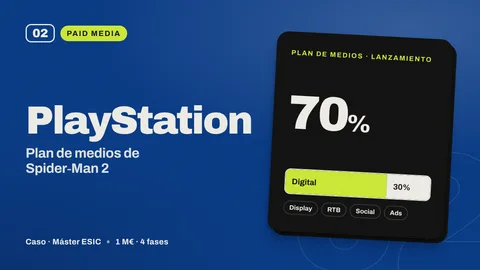 02 PAID MEDIA
PlayStation
Plan de medios de
Spider-Man 2
Caso · Máster ESIC • 1 M€ · 4 fases
PLAN DE MEDIOS · LANZAMIENTO
70%
Digital 30%
Display RTB Social Ads